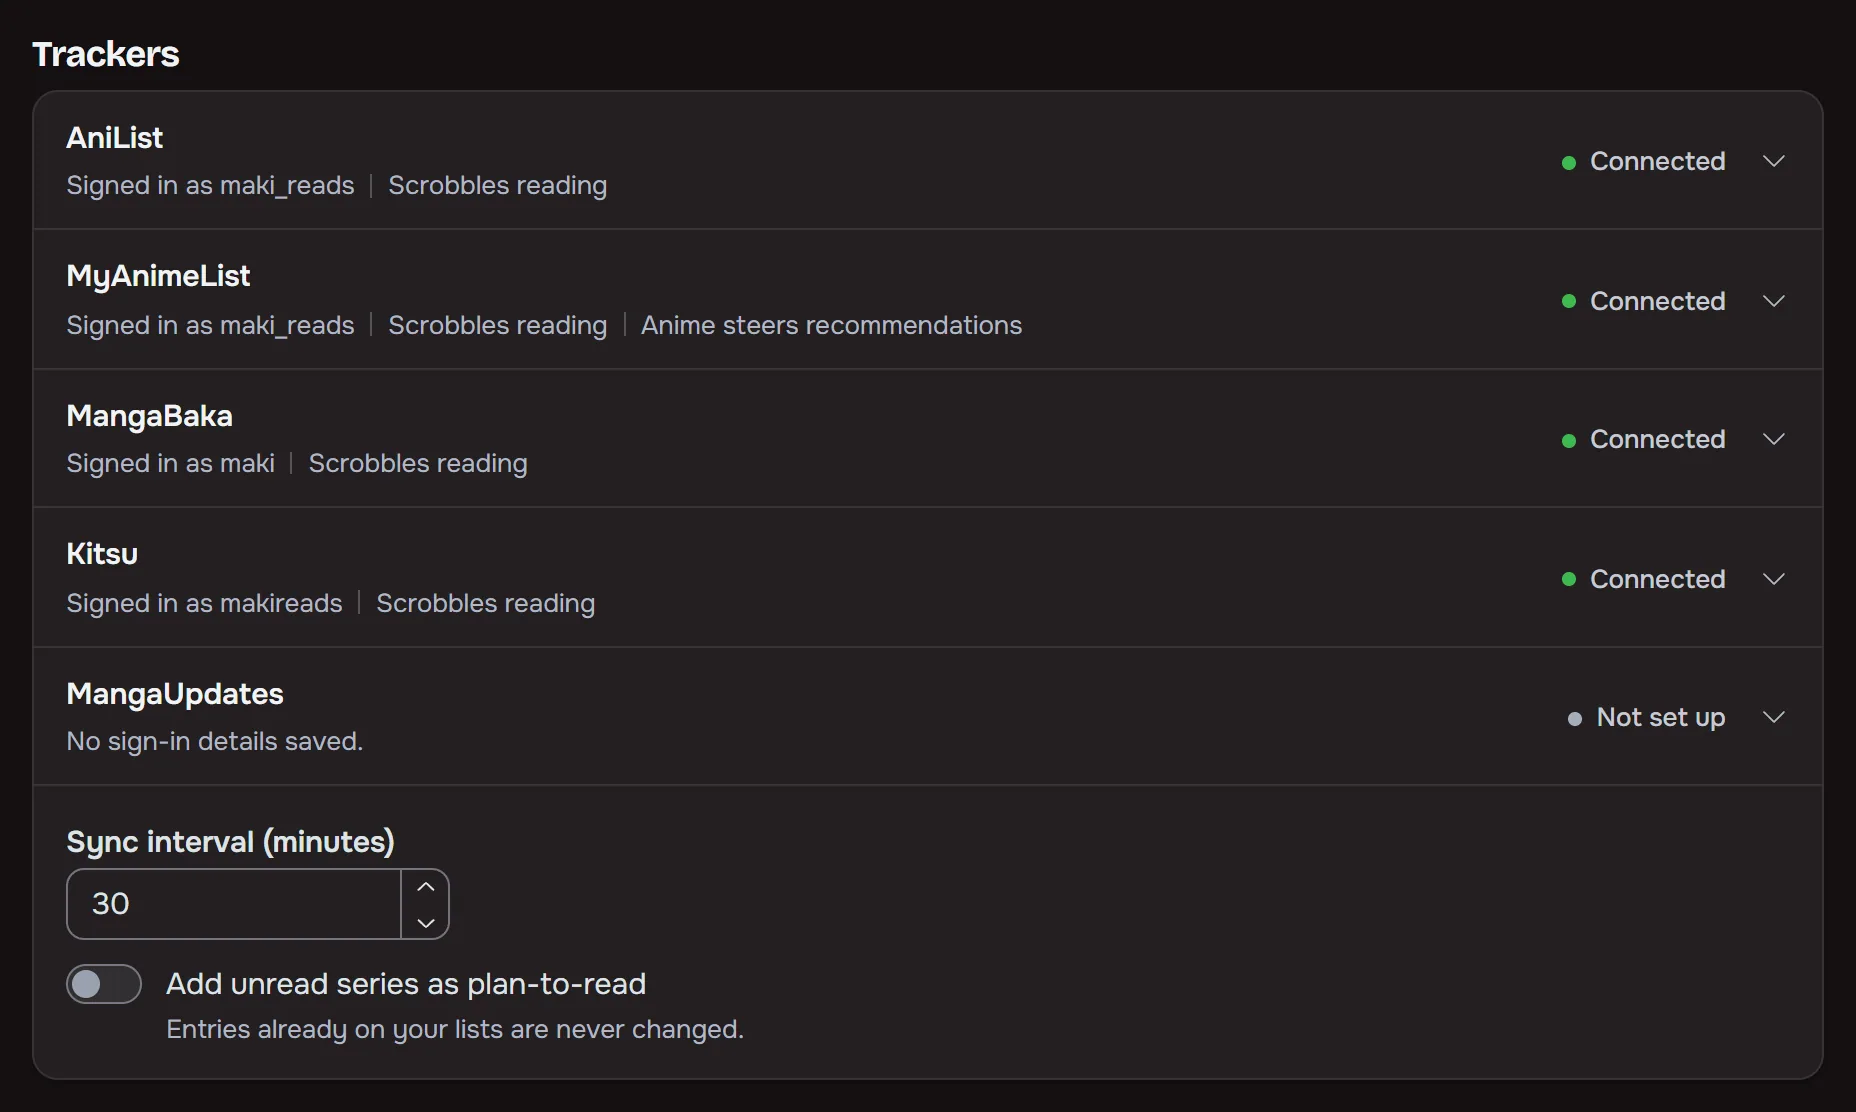 Trackers
AniList
Signed in as maki_reads | Scrobbles reading
Connected
MyAnimeList
Signed in as maki_reads | Scrobbles reading | Anime steers recommendations
Connected
MangaBaka
Signed in as maki | Scrobbles reading
Connected
Kitsu
Signed in as makireads | Scrobbles reading
Connected
MangaUpdates
No sign-in details saved.
Not set up
Sync interval (minutes)
30
Add unread series as plan-to-read
Entries already on your lists are never changed.